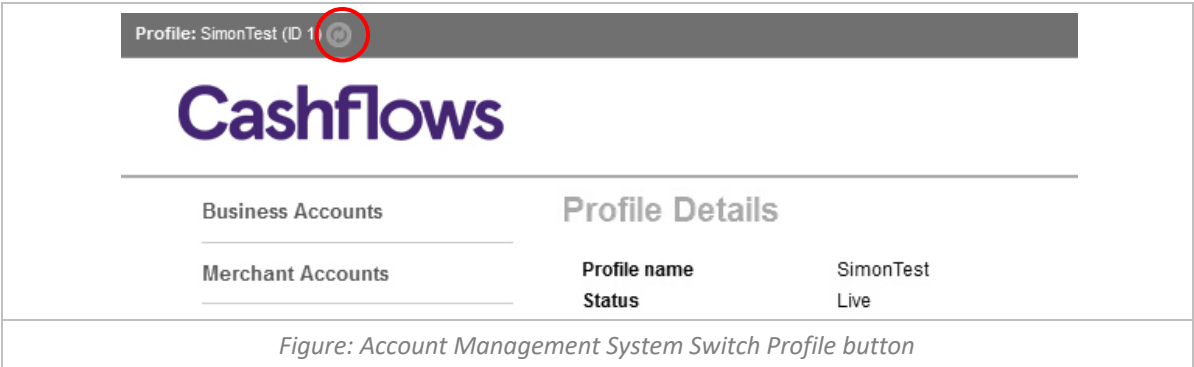 Profile: SimonTest (ID 1)
Cashflows
Business Accounts
Profile Details
Merchant Accounts
Profile name SimonTest
Status Live
Figure: Account Management System Switch Profile button